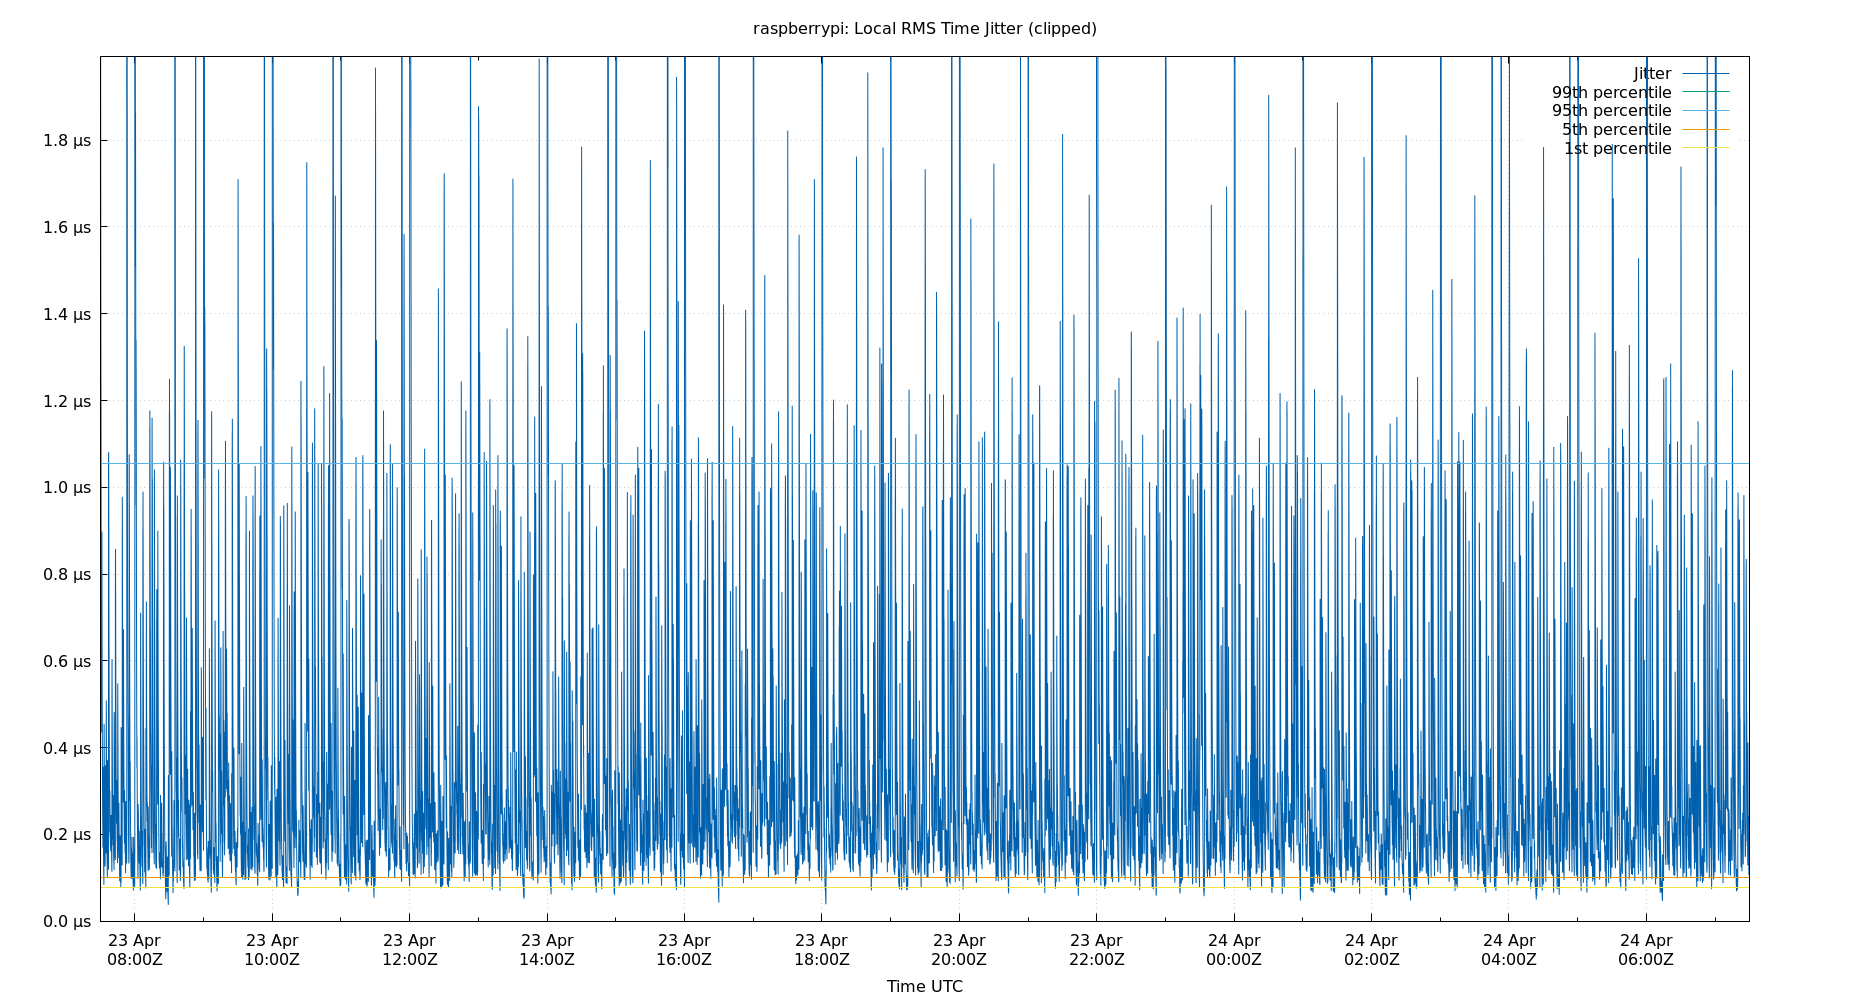 raspberrypi: Local RMS Time Jitter (clipped)
Jitter
99th percentile
95th percentile
5th percentile
1st percentile
1.8 µs
1.6 µs
1.4 µs
1.2 µs
1.0 µs
0.8 µs
0.6 µs
0.4 µs
0.2 µs
0.0 µs
23 Apr 23 Apr 23 Apr 23 Apr 23 Apr 23 Apr 23 Apr 23 Apr 24 Apr 24 Apr 24 Apr 24 Apr
08:00Z 10:00Z 12:00Z 14:00Z 16:00Z 18:00Z 20:00Z 22:00Z 00:00Z 02:00Z 04:00Z 06:00Z
Time UTC